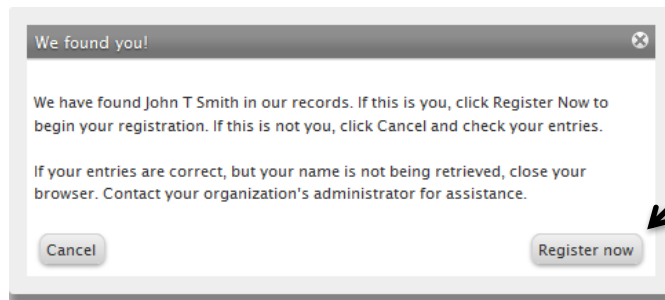 We found you!
We have found John T Smith in our records. If this is you, click Register Now to
begin your registration. If this is not you, click Cancel and check your entries.
If your entries are correct, but your name is not being retrieved, close your
browser. Contact your organization's administrator for assistance.
Cancel
Register now